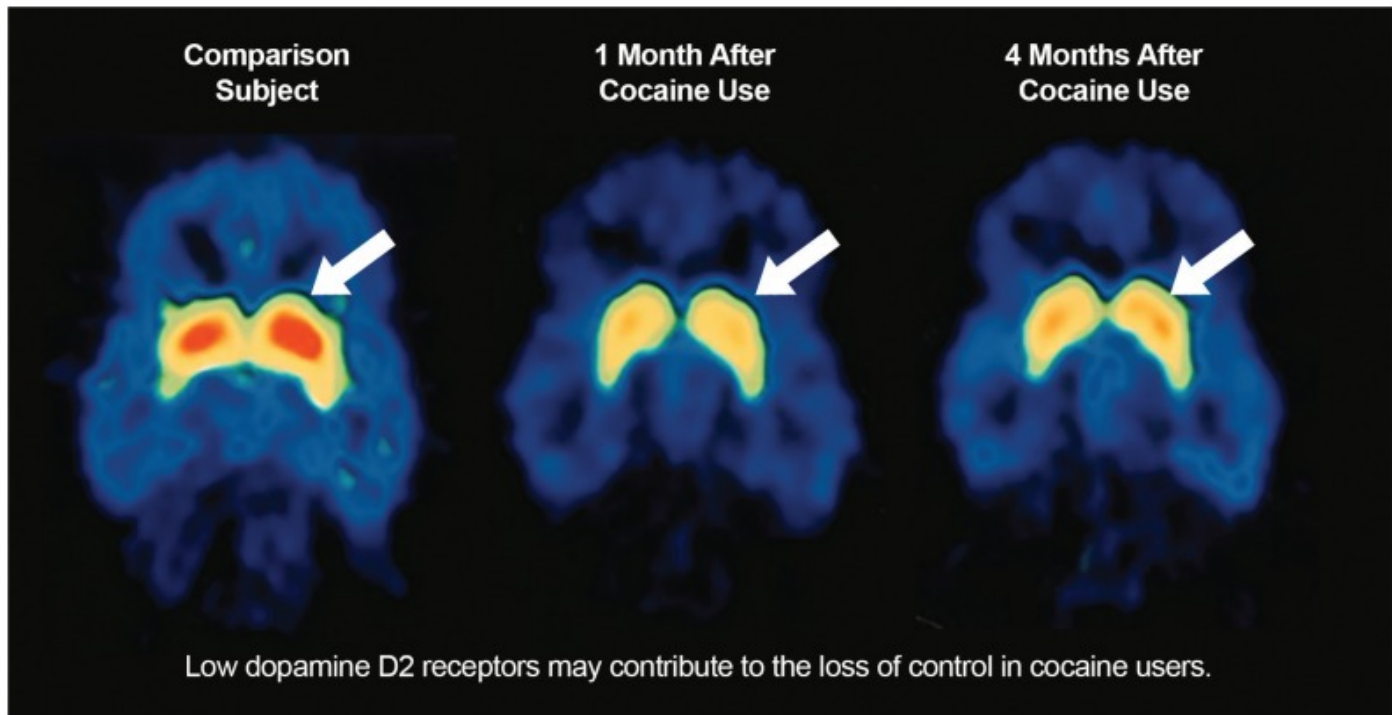 Comparison
Subject
1 Month After
Cocaine Use
4 Months After
Cocaine Use
Low dopamine D2 receptors may contribute to the loss of control in cocaine users.